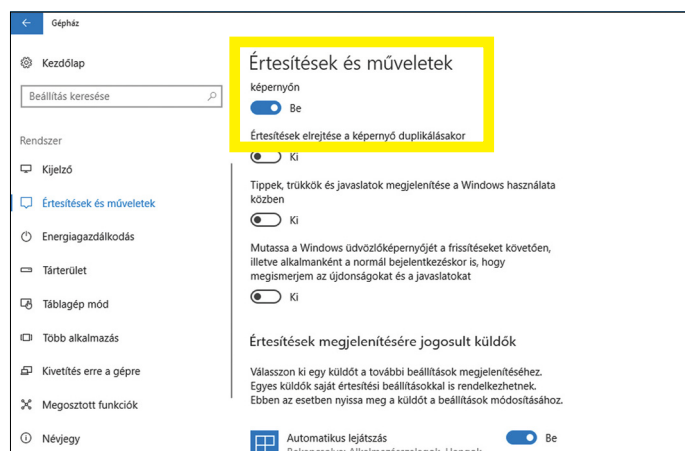 Gépház
Kezdőlap
Beállítás keresése
Rendszer
Kijelző
Értesítések és műveletek
Energiagazdálkodás
Tárterület
Táblagép mód
Több alkalmazás
Kivetítés erre a gépre
Megosztott funkciók
Névjegy
Értesítések és műveletek
képernyőn
Be
Értesítések elrejtése a képernyő duplikálásakor
Ki
Tippek, trükkök és javaslatok megjelenítése a Windows használata
közben
Ki
Mutassa a Windows üdvözlőképernyőjét a frissítéseket követően,
illetve alkalmanként a normál bejelentkezéskor is, hogy
megismerjem az újdonságokat és a javaslatokat
Ki
Értesítések megjelenítésére jogosult küldők
Válasszon ki egy küldőt a további beállítások megjelenítéséhez.
Egyes küldők saját értesítési beállításokkal is rendelkezhetnek.
Ebben az esetben nyissa meg a küldőt a beállítások módosításához.
Automatikus lejátszás
Be